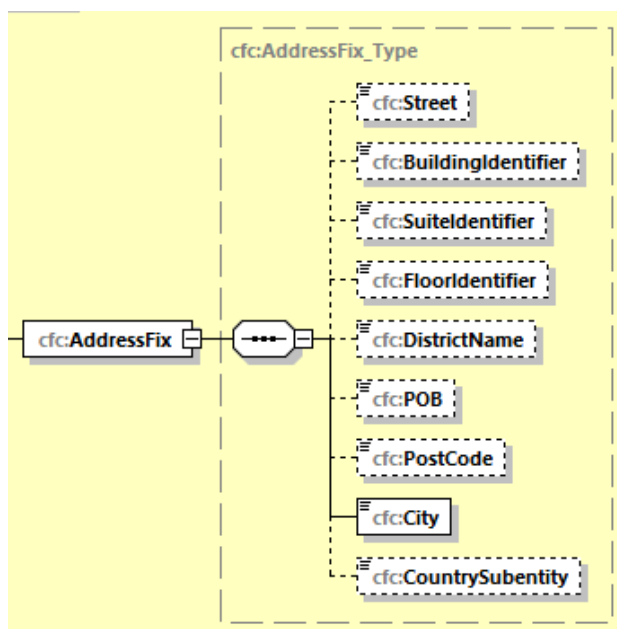 cfc:AddressFix_Type
cfc:Street
cfc:BuildingIdentifier
cfc:SuiteIdentifier
cfc:FloorIdentifier
cfc:AddressFix
cfc:DistrictName
cfc:POB
cfc:PostCode
cfc:City
cfc:CountrySubentity